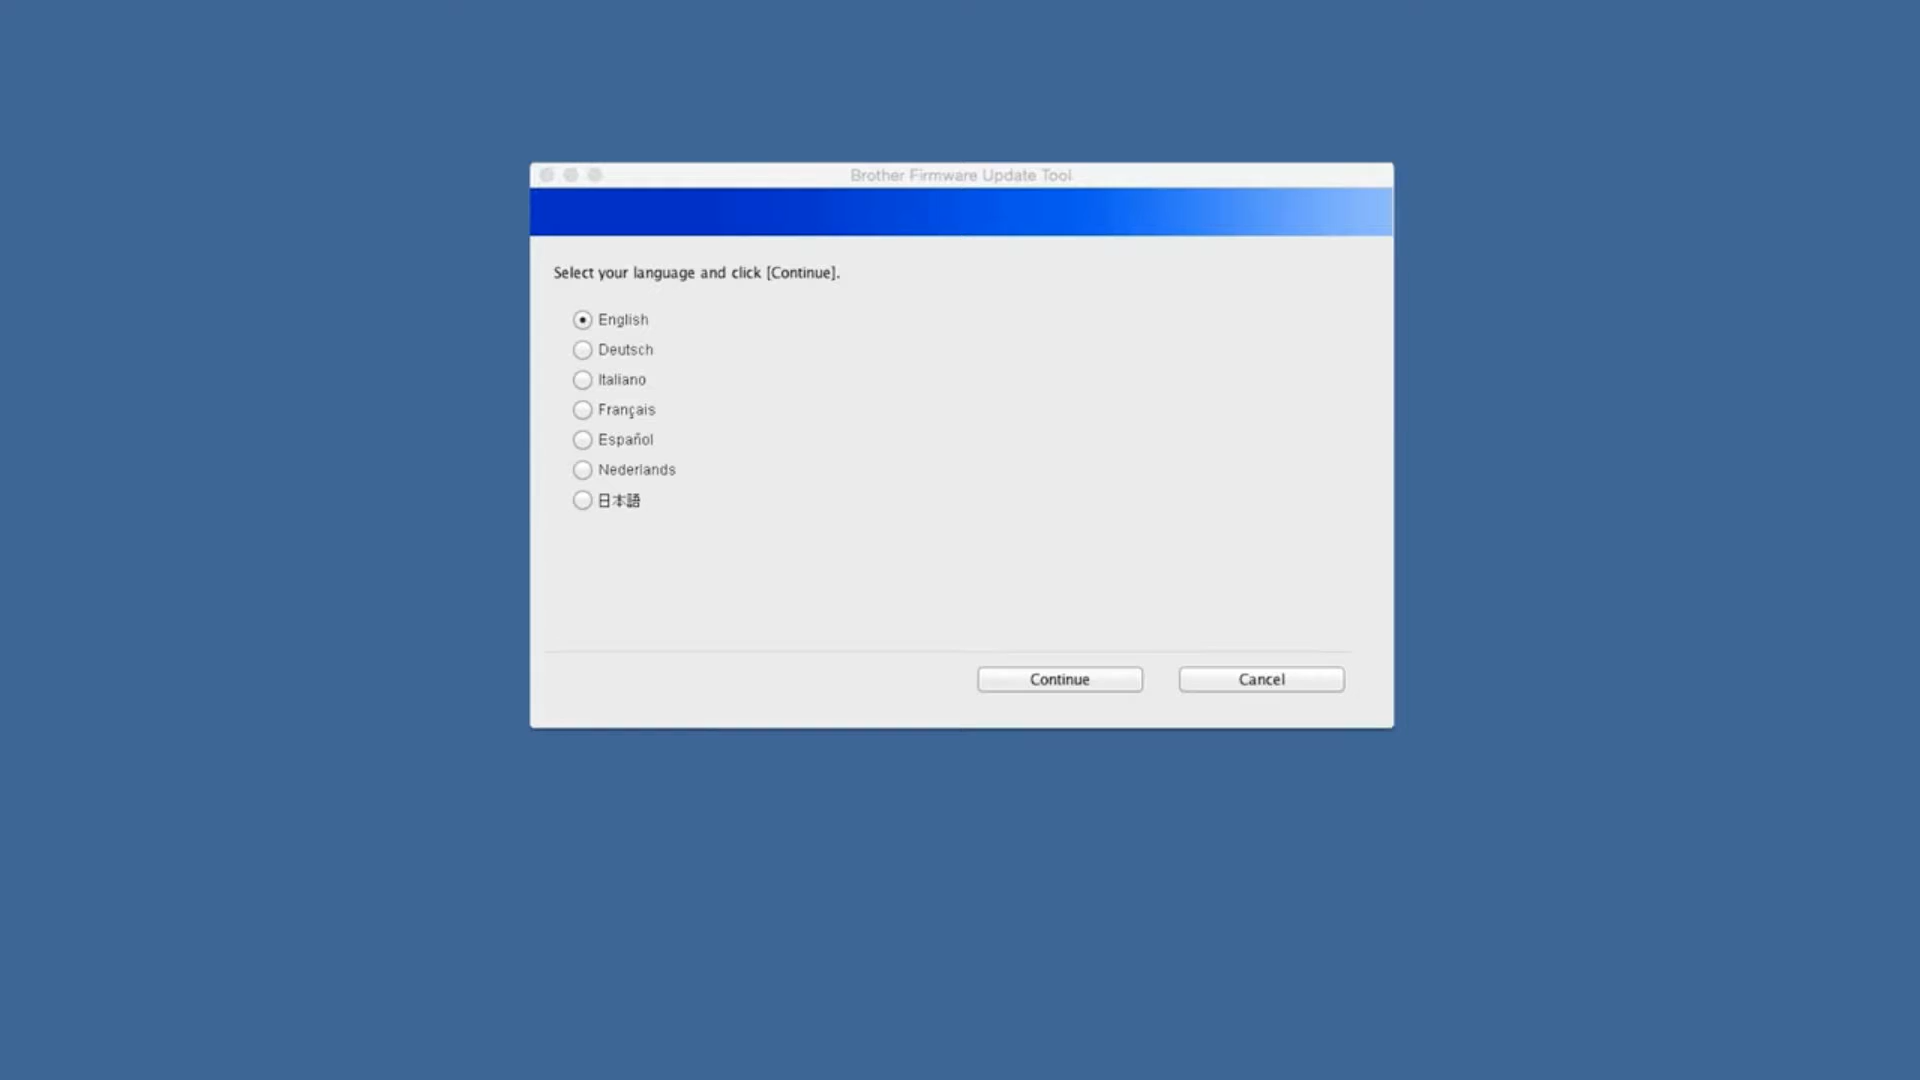 Brother Firmware Update Tool
Select your language and click [Continue].
English
Deutsch
Italiano
Français
Español
Nederlands
日本語
Continue
Cancel